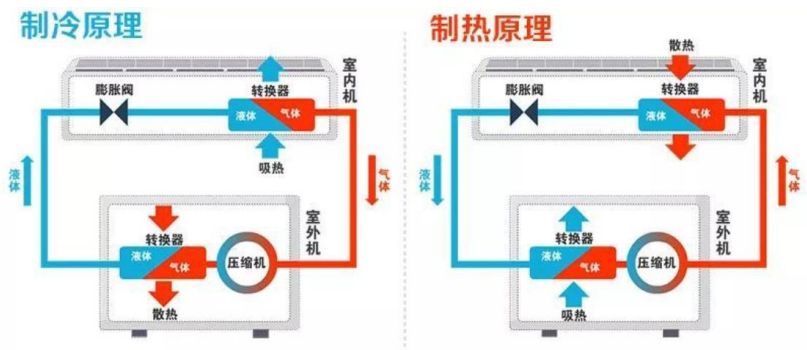 制冷原理
膨胀阀
转换器
室内机
液体
气体
吸热
液体
气体
转换器
室外机
液体
气体
压缩机
散热
制热原理
散热
膨胀阀
转换器
室内机
液体
气体
液体
气体
转换器
室外机
液体
气体
压缩机
吸热